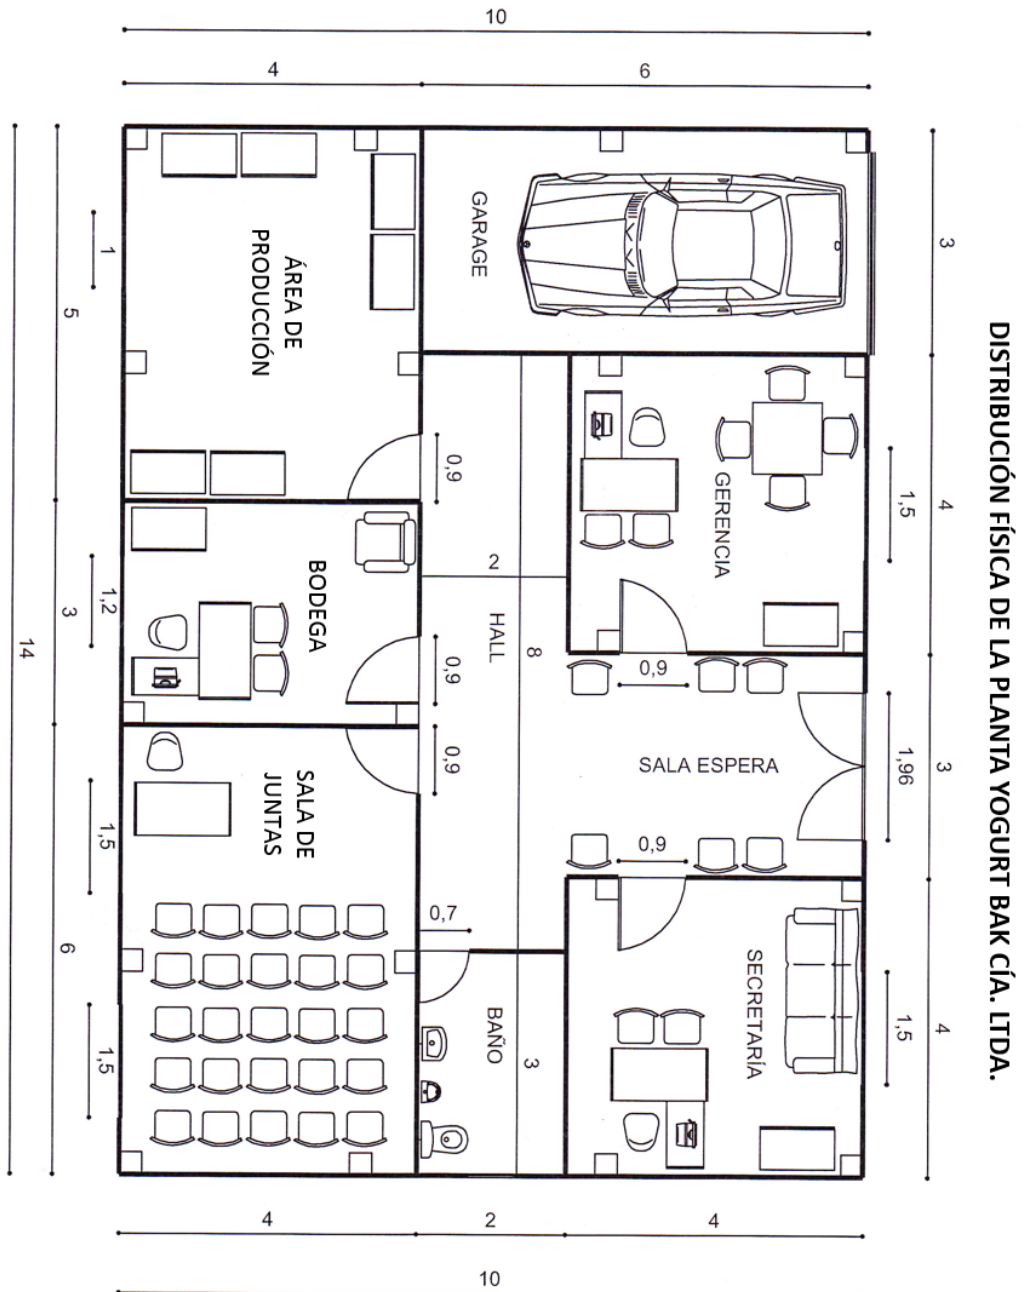 DISTRIBUCIÓN FÍSICA DE LA PLANTA YOGURT BAK CÍA. LTDA.
10
4
6
GARAGE
3
ÁREA DE
PRODUCCIÓN
1
5
0,9
GERENCIA
1,5
4
BODEGA
1,2
3
0,9
2
HALL
8
0,9
SALA ESPERA
1,96
3
14
SALA DE
JUNTAS
1,5
0,9
0,9
0,7
6
1,5
BAÑO
3
SECRETARÍA
1,5
4
4
2
4
10